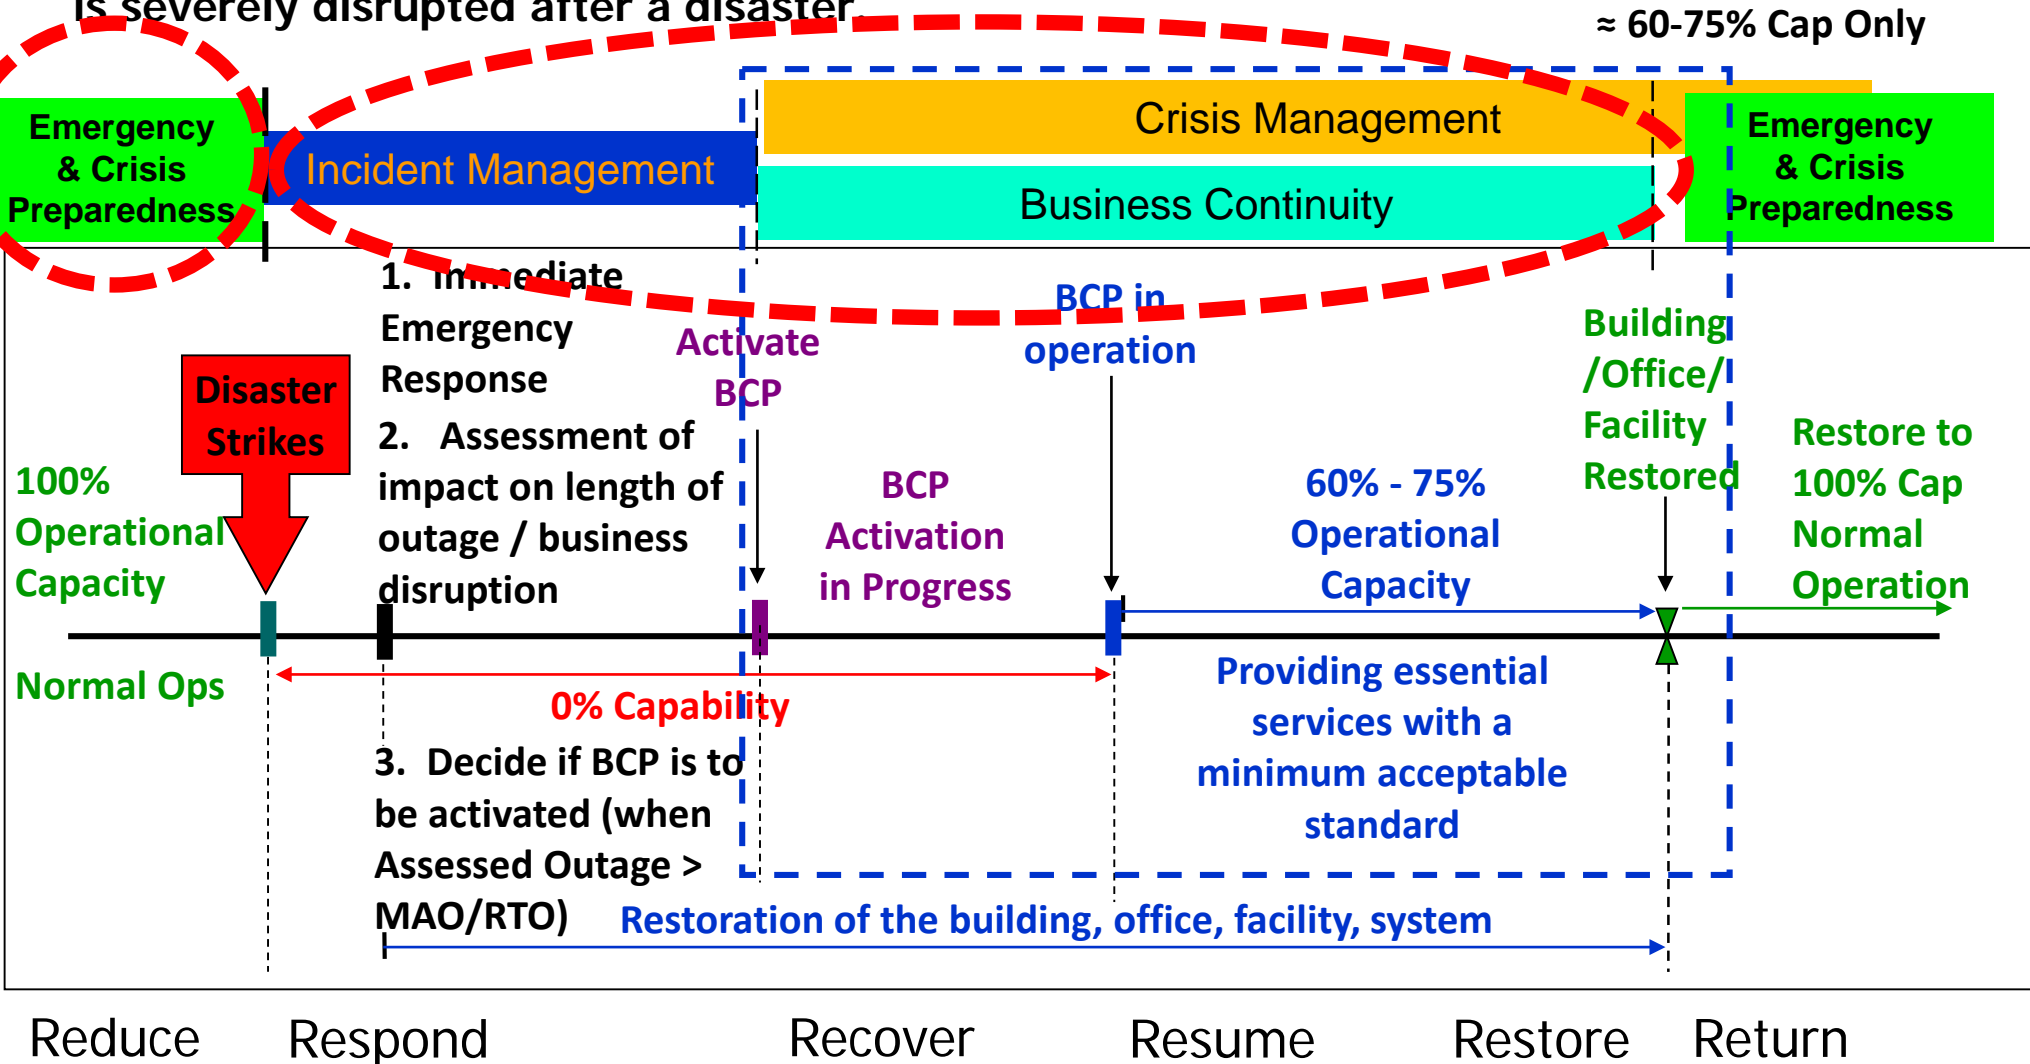 is severely disrupted after a disaster.
≈ 60-75% Cap Only
Emergency
& Crisis
Preparedness
Incident Management
Crisis Management
Business Continuity
Emergency
& Crisis
Preparedness
1. Immediate
Emergency
Response
2. Assessment of
impact on length of
outage / business
disruption
Disaster
Strikes
100%
Operational
Capacity
Normal Ops
Activate
BCP
BCP
Activation
in Progress
BCP in
operation
60% - 75%
Operational
Capacity
Building
/Office/
Facility
Restored
Restore to
100% Cap
Normal
Operation
0% Capability
Providing essential
services with a
minimum acceptable
standard
3. Decide if BCP is to
be activated (when
Assessed Outage >
MAO/RTO)
Restoration of the building, office, facility, system
Reduce Respond Recover Resume Restore Return